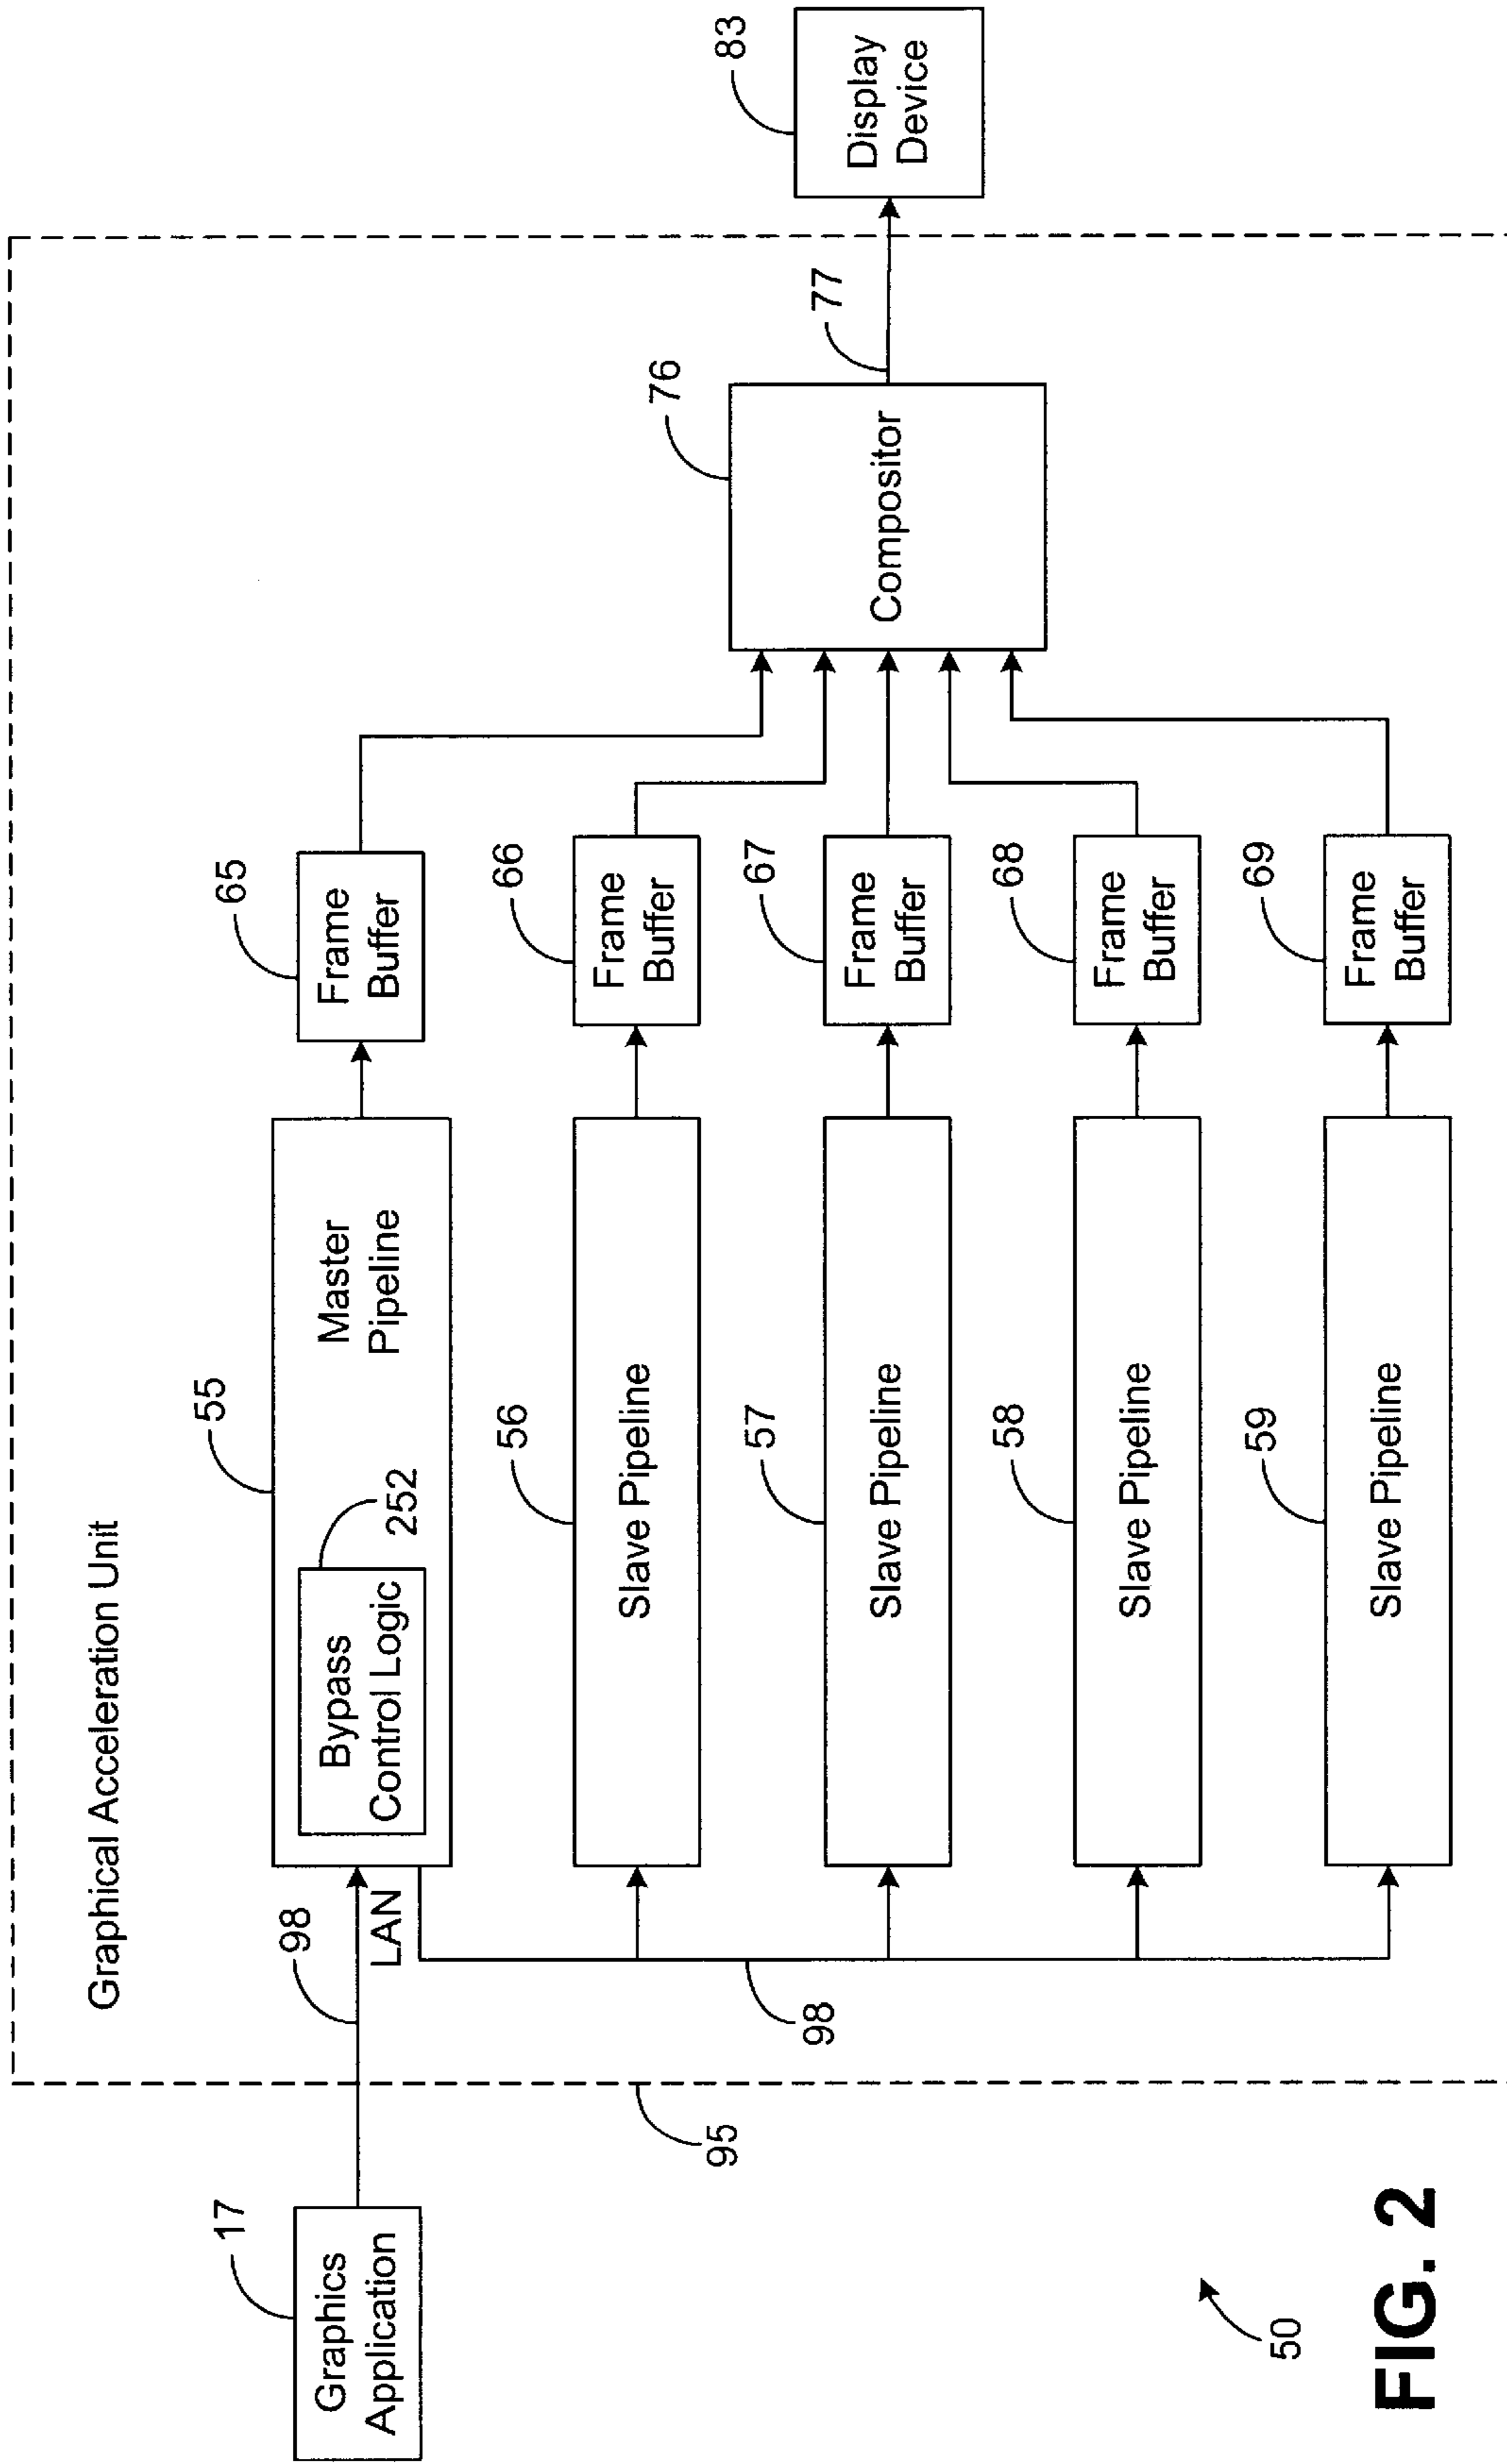 Graphical Acceleration Unit
17
Graphics
Application
98
LAN
55
Bypass
Control Logic
252
Master
Pipeline
65
Frame
Buffer
56
Slave Pipeline
66
Frame
Buffer
57
Slave Pipeline
67
Frame
Buffer
58
Slave Pipeline
68
Frame
Buffer
59
Slave Pipeline
69
Frame
Buffer
98
95
76
Compositor
77
83
Display
Device
50
FIG. 2